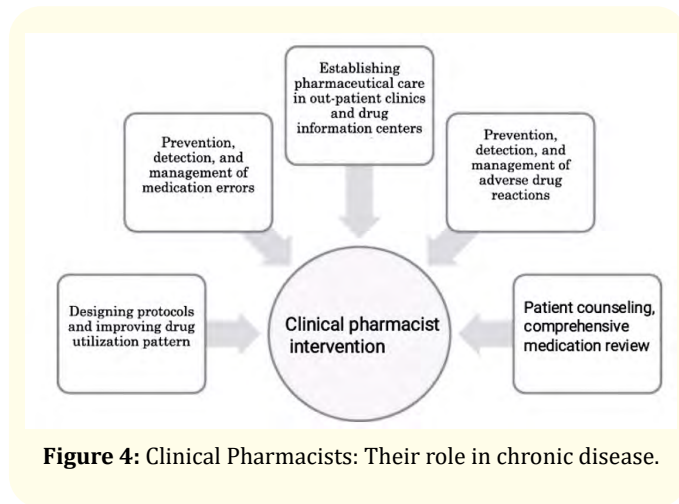 Establishing
pharmaceutical care
in out-patient clinics
and drug
information centers
Prevention,
detection, and
management of
medication errors
Prevention,
detection, and
management of
adverse drug
reactions
Designing protocols
and improving drug
utilization pattern
Clinical pharmacist
intervention
Patient counseling,
comprehensive
medication review
Figure 4: Clinical Pharmacists: Their role in chronic disease.